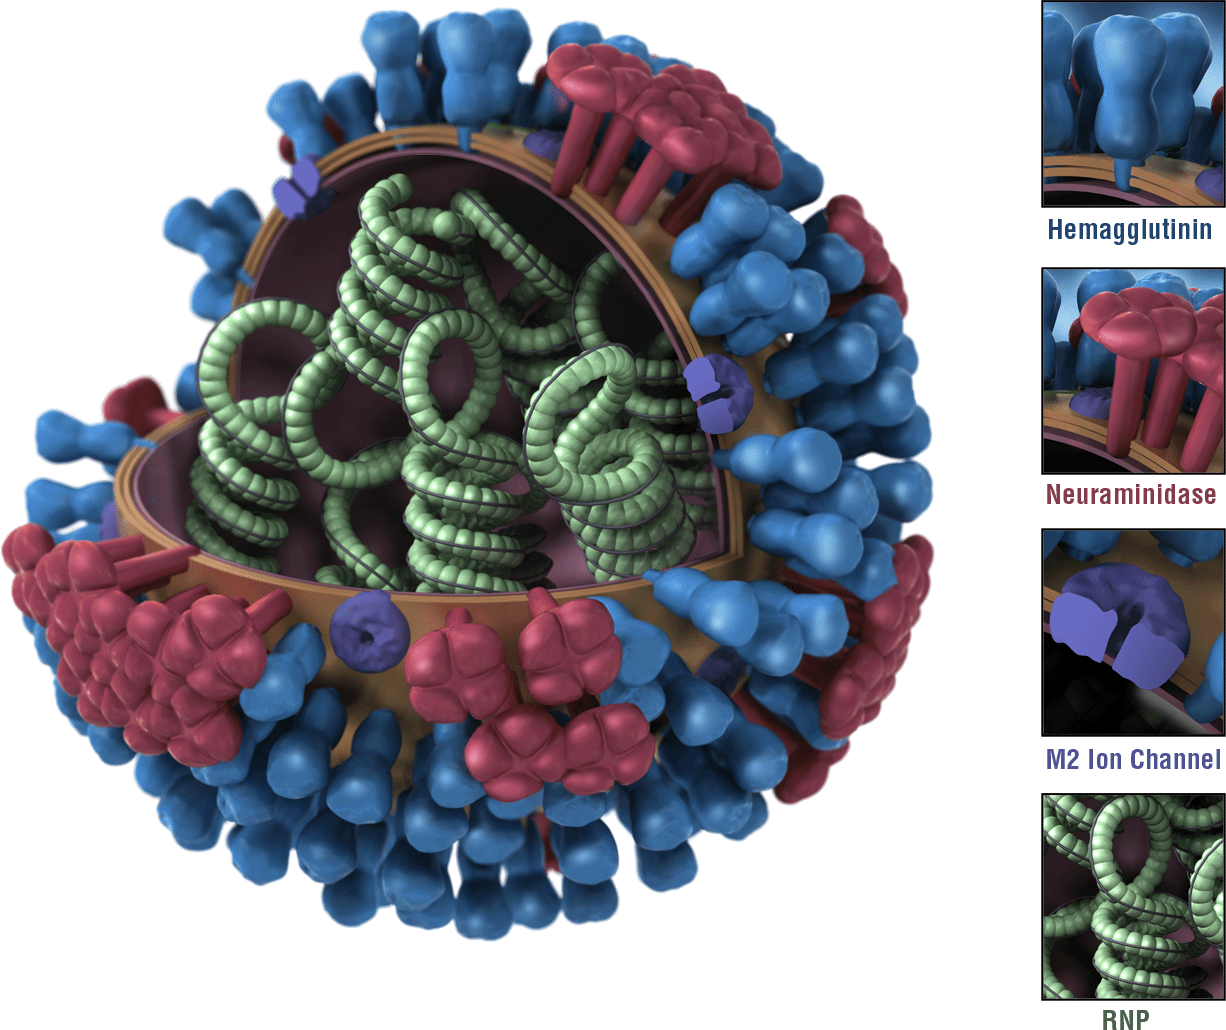 Hemagglutinin
Neuraminidase
M2 Ion Channel
RNP